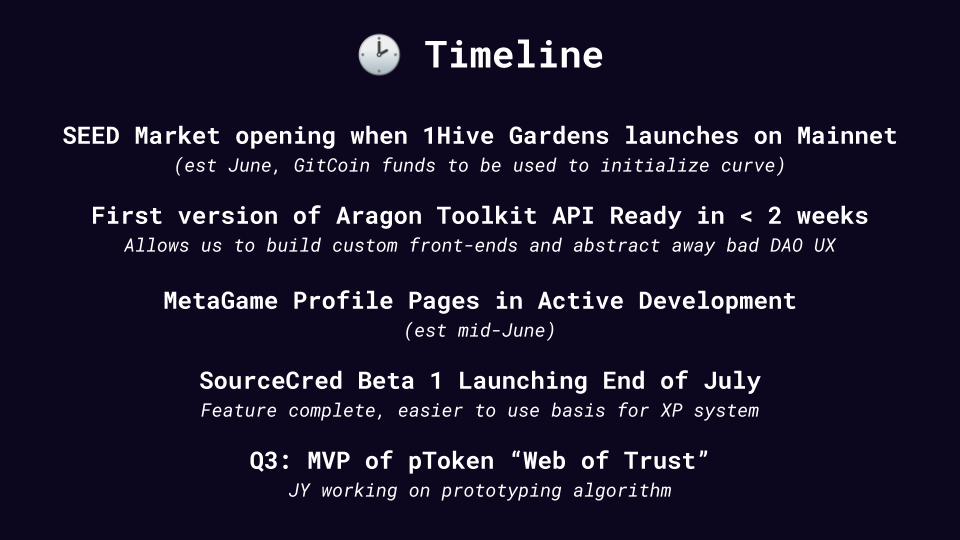 Timeline
SEED Market opening when 1Hive Gardens launches on Mainnet
(est June, GitCoin funds to be used to initialize curve)
First version of Aragon Toolkit API Ready in < 2 weeks
Allows us to build custom front-ends and abstract away bad DAO UX
MetaGame Profile Pages in Active Development
(est mid-June)
SourceCred Beta 1 Launching End of July
Feature complete, easier to use basis for XP system
Q3: MVP of pToken “Web of Trust”
JY working on prototyping algorithm